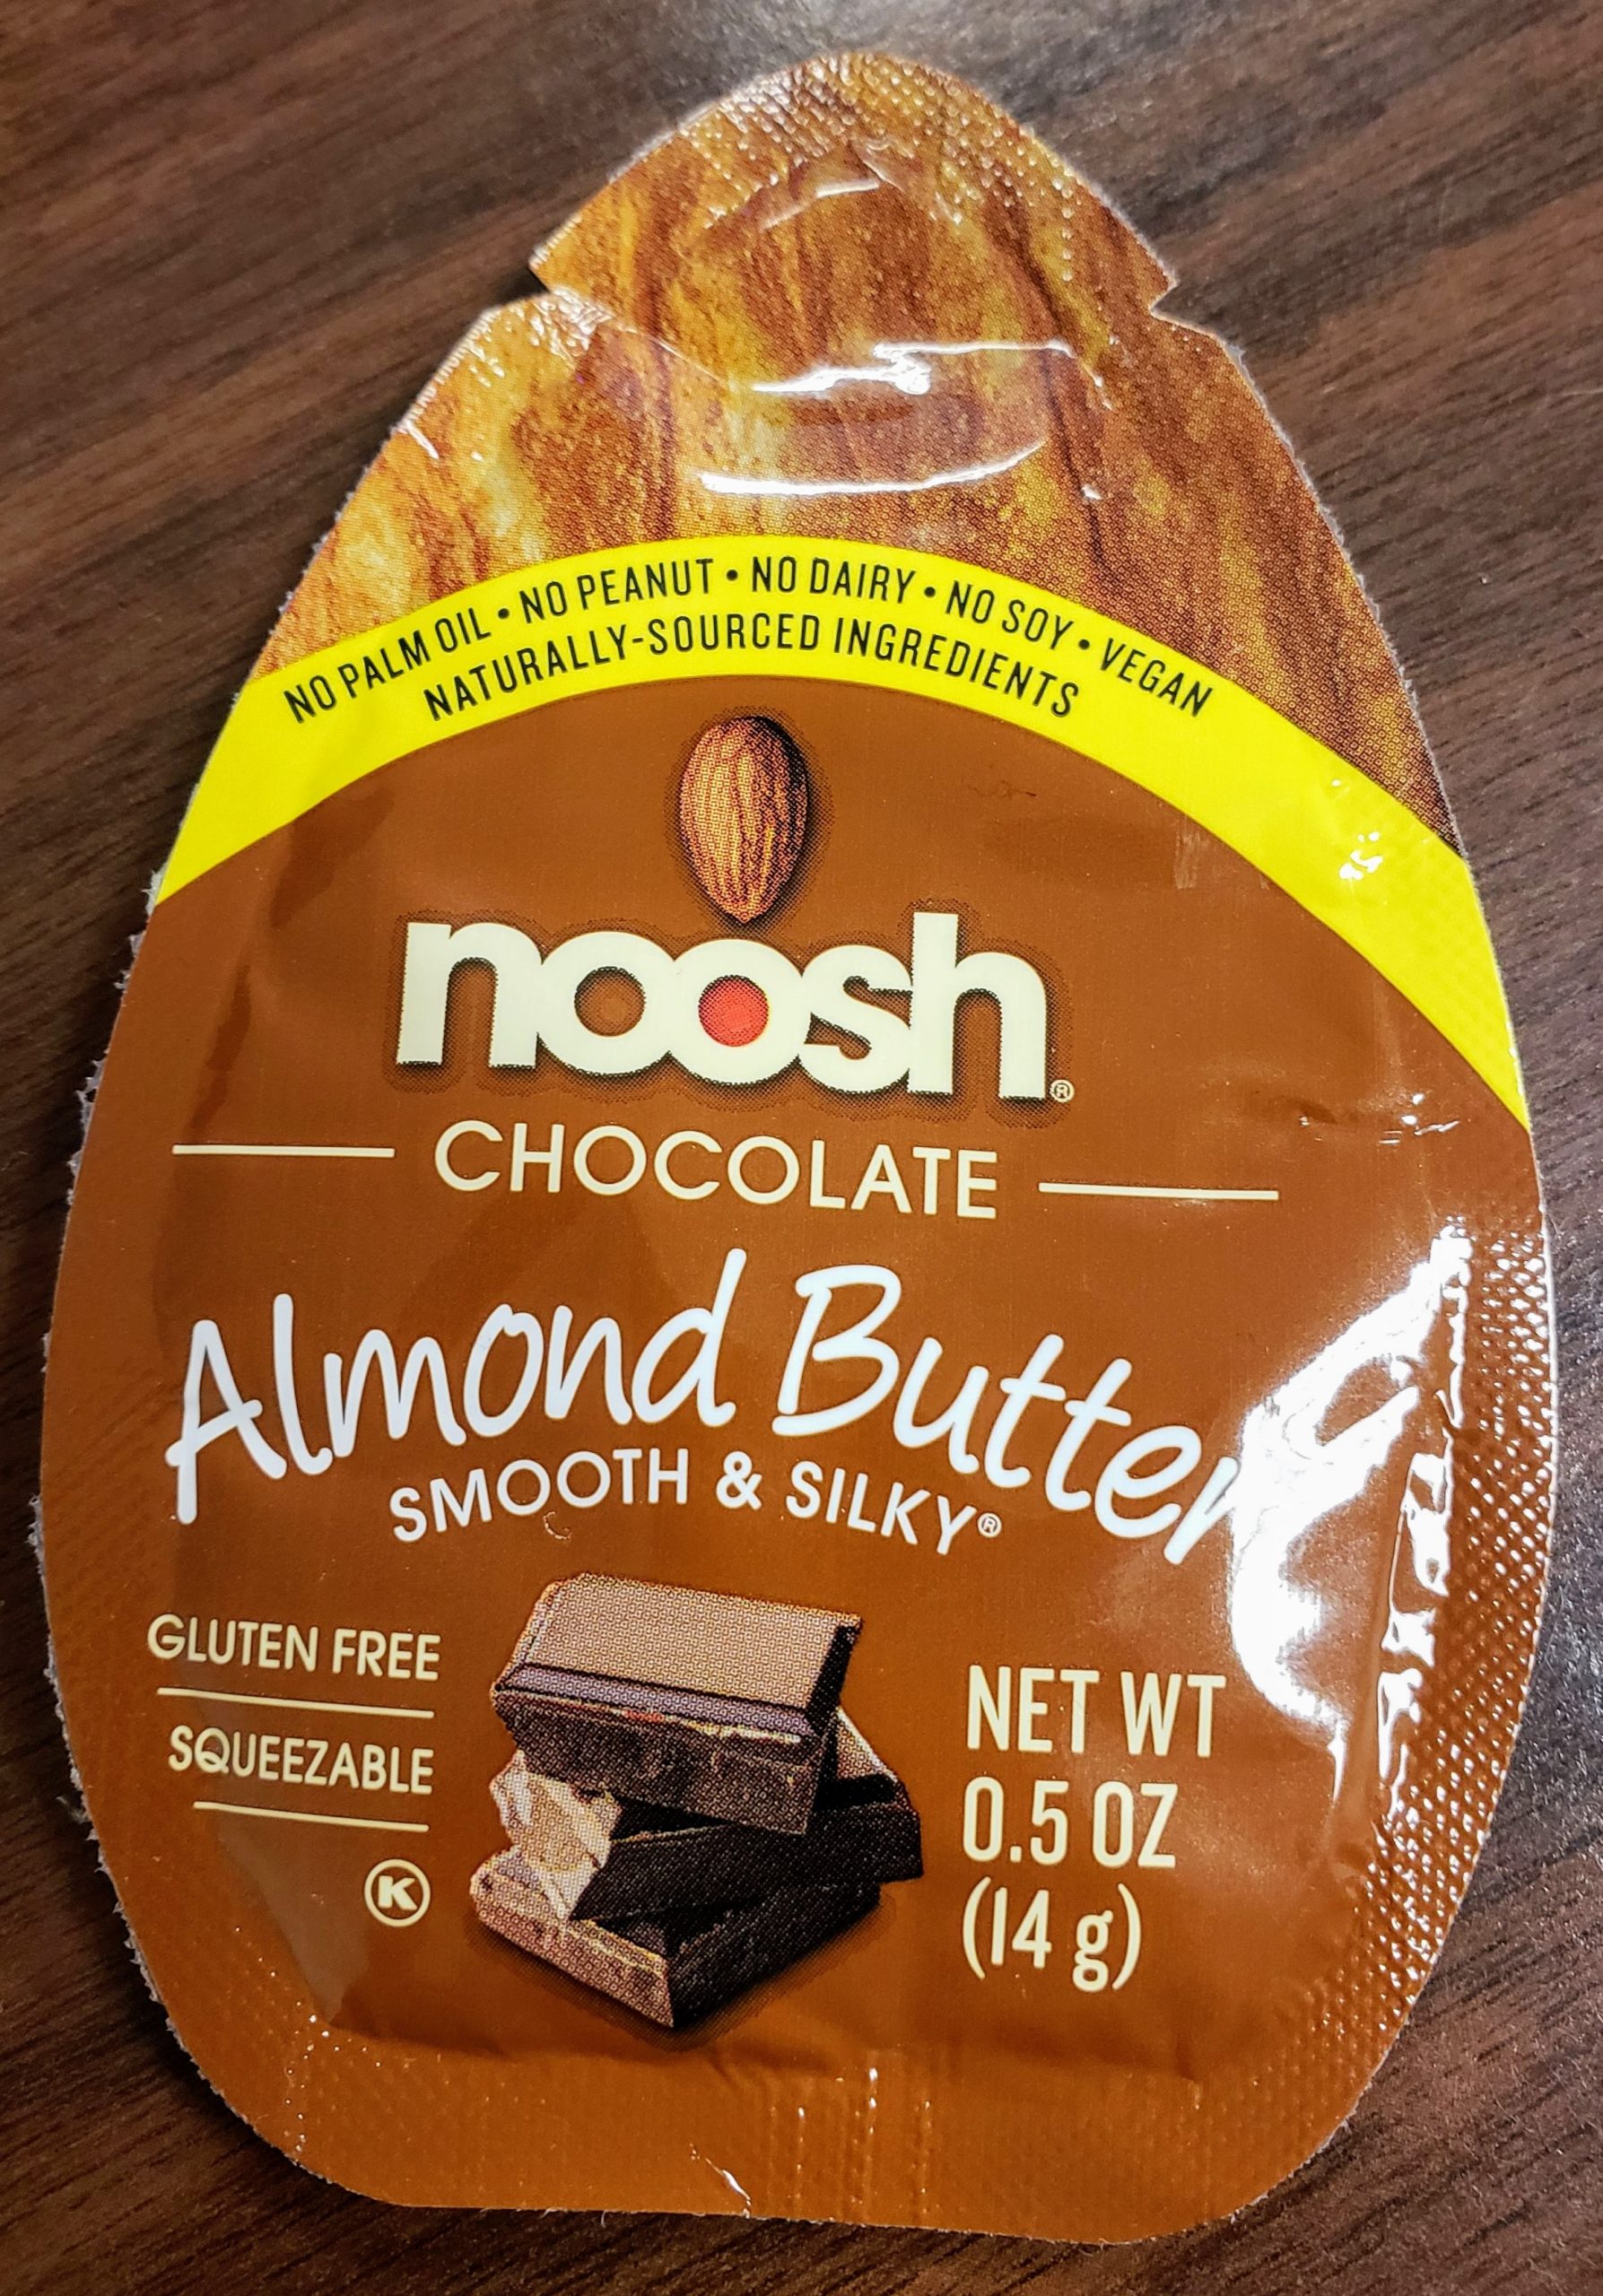 NO PALM OIL • NO PEANUT • NO DAIRY • NO SOY • VEGAN
NATURALLY-SOURCED INGREDIENTS
noosh®
CHOCOLATE
Almond Butter
SMOOTH & SILKY®
GLUTEN FREE
SQUEEZABLE
K
NET WT
0.5 OZ
(14 g)